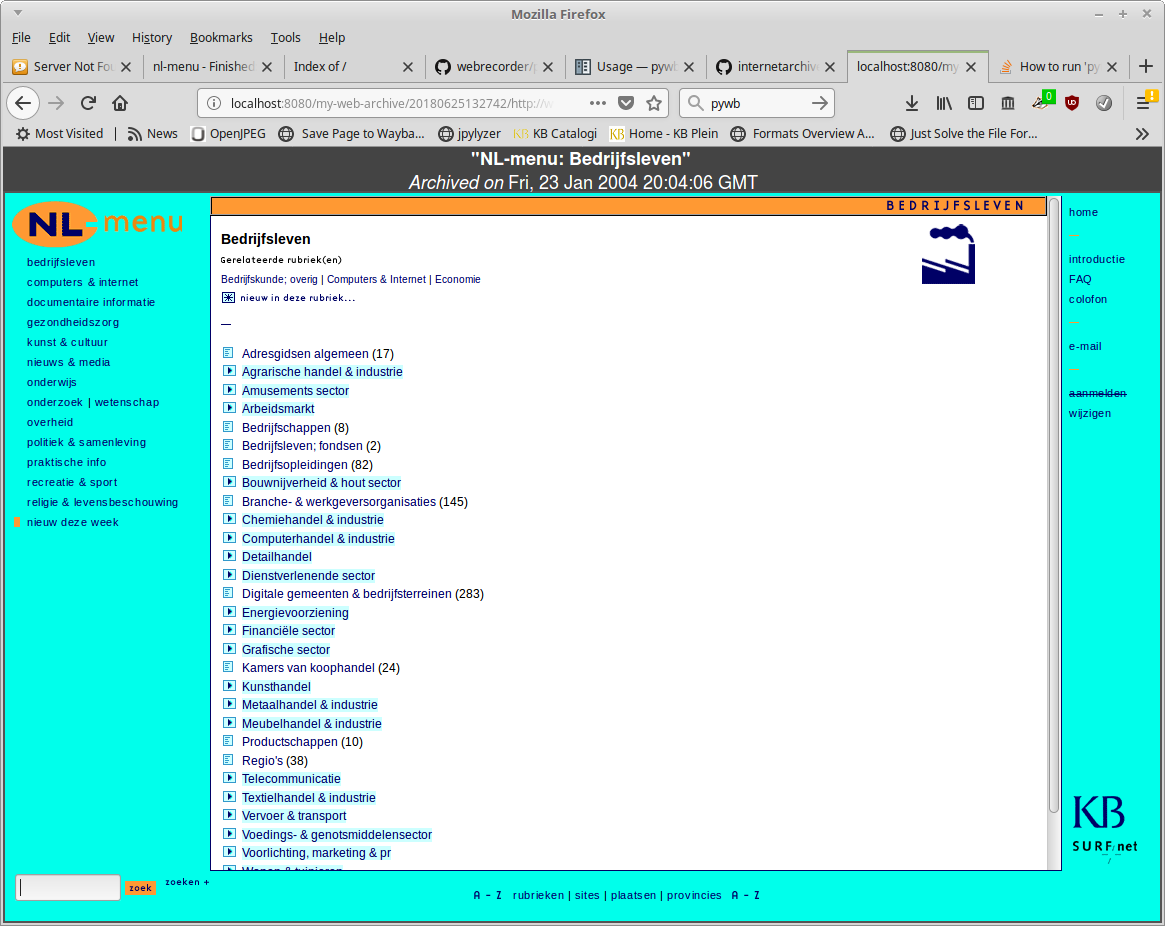 Mozilla Firefox
File Edit View History Bookmarks Tools Help
Server Not Fou
nl-menu - Finished
Index of /
webrecorder/p
Usage — pywb
internetarchiv
localhost:8080/my
How to run 'py
localhost:8080/my-web-archive/20180625132742/http://w
pywb
0
UD
Most Visited
News
OpenJPEG
Save Page to Wayba...
jpylyzer
KB Catalogi
Home - KB Plein
Formats Overview A...
Just Solve the File For...
"NL-menu: Bedrijfsleven"
Archived on Fri, 23 Jan 2004 20:04:06 GMT
NL-menu
bedrijfsleven
computers & internet
documentaire informatie
gezondheidszorg
kunst & cultuur
nieuws & media
onderwijs
onderzoek | wetenschap
overheid
politiek & samenleving
praktische info
recreatie & sport
religie & levensbeschouwing
nieuw deze week
BEDRIJFSLEVEN
Bedrijfsleven
Gerelateerde rubriek(en)
Bedrijfskunde; overig | Computers & Internet | Economie
nieuw in deze rubriek...
Adresgidsen algemeen (17)
Agrarische handel & industrie
Amusements sector
Arbeidsmarkt
Bedrijfschappen (8)
Bedrijfsleven; fondsen (2)
Bedrijfsopleidingen (82)
Bouwnijverheid & hout sector
Branche- & werkgeversorganisaties (145)
Chemiehandel & industrie
Computerhandel & industrie
Detailhandel
Dienstverlenende sector
Digitale gemeenten & bedrijfsterreinen (283)
Energievoorziening
Financiële sector
Grafische sector
Kamers van koophandel (24)
Kunsthandel
Metaalhandel & industrie
Meubelhandel & industrie
Productschappen (10)
Regio's (38)
Telecommunicatie
Textielhandel & industrie
Vervoer & transport
Voedings- & genotsmiddelensector
Voorlichting, marketing & pr
home
introductie
FAQ
colofon
e-mail
aanmelden
wijzigen
KB
SURFnet
zoek
zoeken +
A - Z rubrieken | sites | plaatsen | provincies A - Z